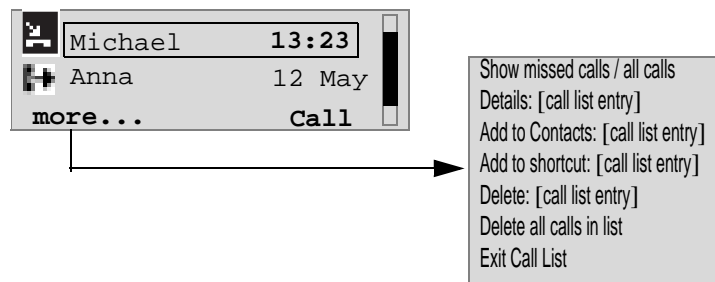 Michael 13:23
Anna 12 May
more... Call
Show missed calls / all calls
Details: [call list entry]
Add to Contacts: [call list entry]
Add to shortcut: [call list entry]
Delete: [call list entry]
Delete all calls in list
Exit Call List